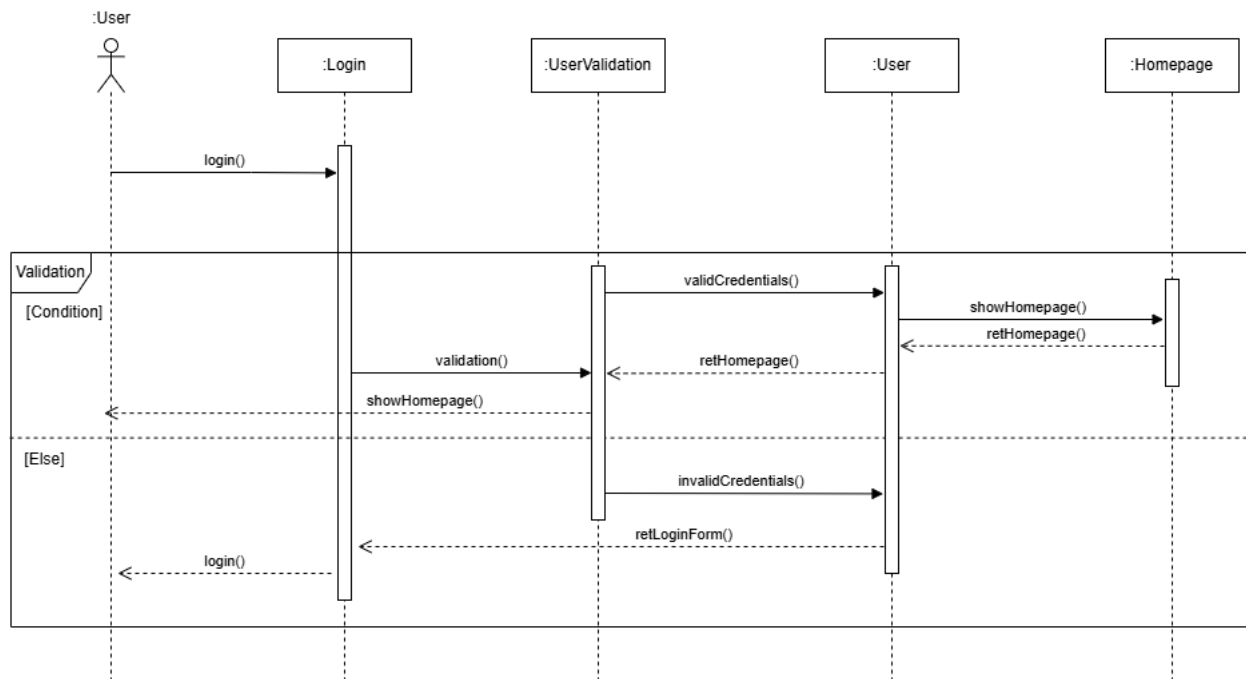 :User
:Login
:UserValidation
:User
:Homepage
login()
Validation
[Condition]
validCredentials()
showHomepage()
retHomepage()
validation()
retHomepage()
showHomepage()
[Else]
invalidCredentials()
retLoginForm()
login()